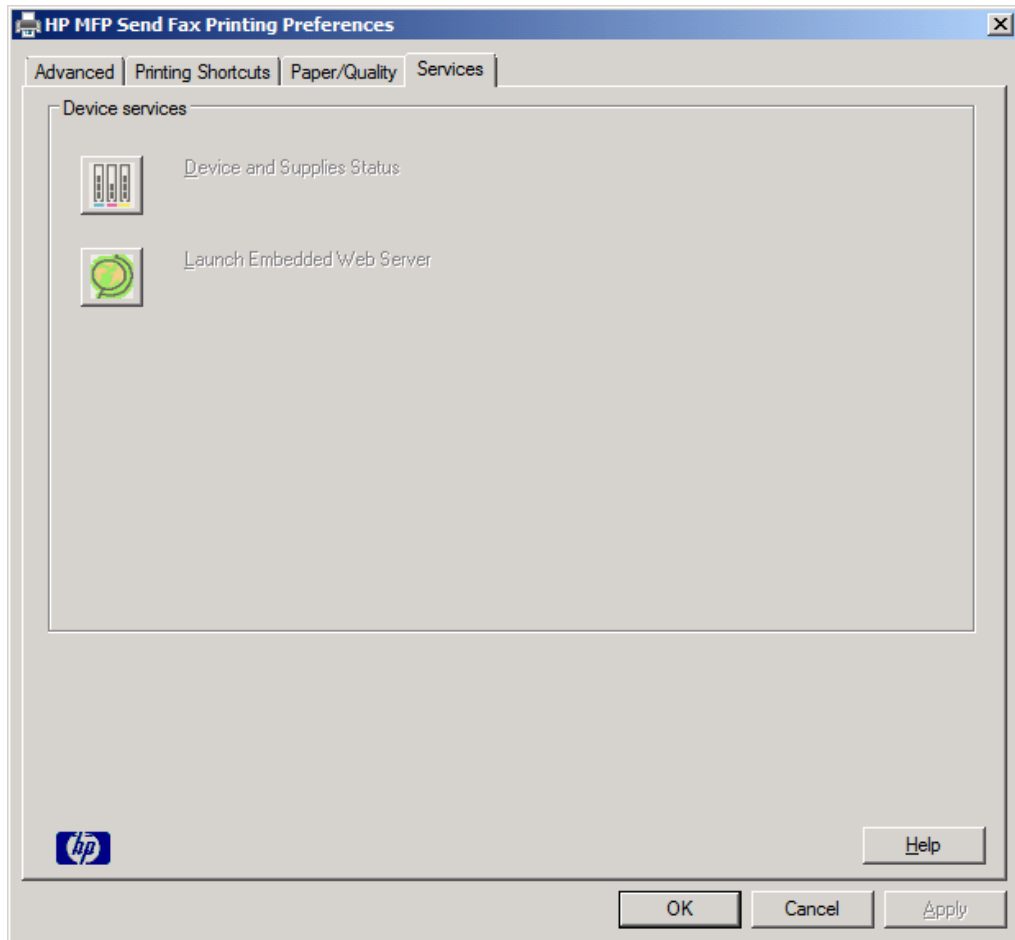 HP MFP Send Fax Printing Preferences
Advanced
Printing Shortcuts
Paper/Quality
Services
Device services
Device and Supplies Status
Launch Embedded Web Server
hp
Help
OK
Cancel
Apply